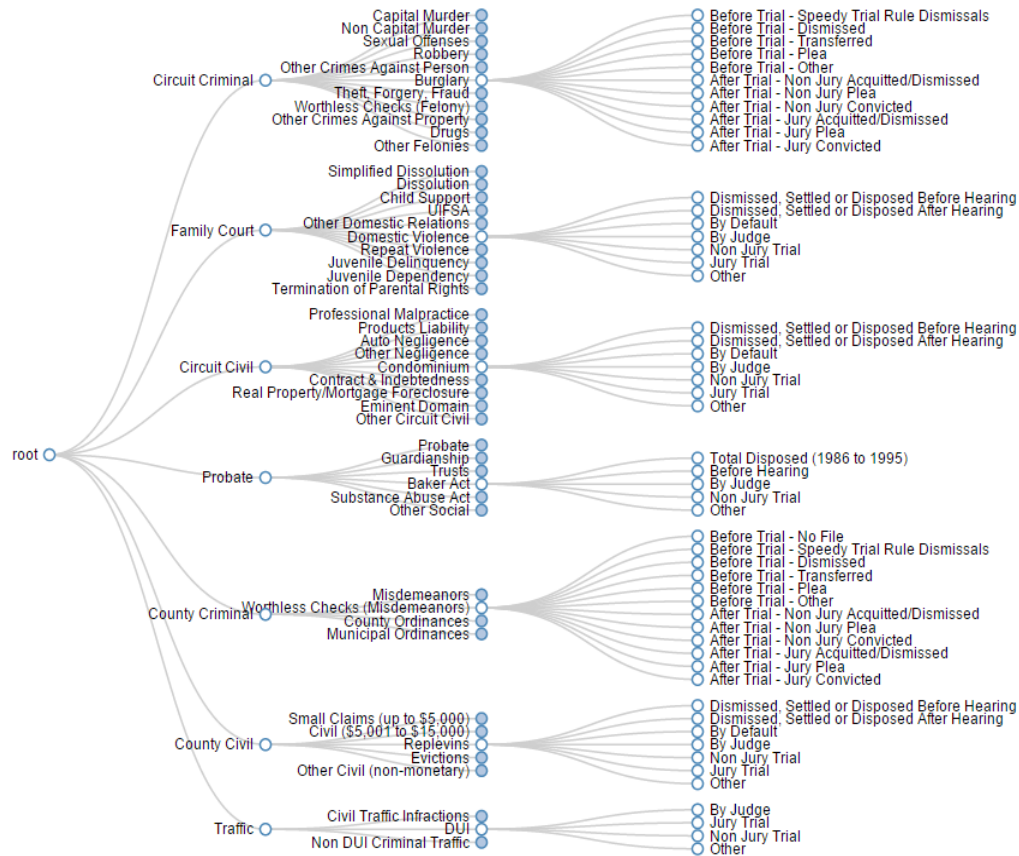 root
Circuit Criminal
Capital Murder
Non Capital Murder
Sexual Offenses
Robbery
Other Crimes Against Person
Burglary
Theft, Forgery, Fraud
Worthless Checks (Felony)
Other Crimes Against Property
Drugs
Other Felonies
Before Trial - Speedy Trial Rule Dismissals
Before Trial - Dismissed
Before Trial - Transferred
Before Trial - Plea
Before Trial - Other
After Trial - Non Jury Acquitted/Dismissed
After Trial - Non Jury Plea
After Trial - Non Jury Convicted
After Trial - Jury Acquitted/Dismissed
After Trial - Jury Plea
After Trial - Jury Convicted
Family Court
Simplified Dissolution
Dissolution
Child Support
UIFSA
Other Domestic Relations
Domestic Violence
Repeat Violence
Juvenile Delinquency
Juvenile Dependency
Termination of Parental Rights
Dismissed, Settled or Disposed Before Hearing
Dismissed, Settled or Disposed After Hearing
By Default
By Judge
Non Jury Trial
Jury Trial
Other
Circuit Civil
Professional Malpractice
Products Liability
Auto Negligence
Other Negligence
Condominium
Contract & Indebtedness
Real Property/Mortgage Foreclosure
Eminent Domain
Other Circuit Civil
Dismissed, Settled or Disposed Before Hearing
Dismissed, Settled or Disposed After Hearing
By Default
By Judge
Non Jury Trial
Jury Trial
Other
Probate
Probate
Guardianship
Trusts
Baker Act
Substance Abuse Act
Other Social
Total Disposed (1986 to 1995)
Before Hearing
By Judge
Non Jury Trial
Other
County Criminal
Misdemeanors
Worthless Checks (Misdemeanors)
County Ordinances
Municipal Ordinances
Before Trial - No File
Before Trial - Speedy Trial Rule Dismissals
Before Trial - Dismissed
Before Trial - Transferred
Before Trial - Plea
Before Trial - Other
After Trial - Non Jury Acquitted/Dismissed
After Trial - Non Jury Plea
After Trial - Non Jury Convicted
After Trial - Jury Acquitted/Dismissed
After Trial - Jury Plea
After Trial - Jury Convicted
County Civil
Small Claims (up to $5,000)
Civil ($5,001 to $15,000)
Replevins
Evictions
Other Civil (non-monetary)
Dismissed, Settled or Disposed Before Hearing
Dismissed, Settled or Disposed After Hearing
By Default
By Judge
Non Jury Trial
Jury Trial
Other
Traffic
Civil Traffic Infractions
DUI
Non DUI Criminal Traffic
By Judge
Jury Trial
Non Jury Trial
Other